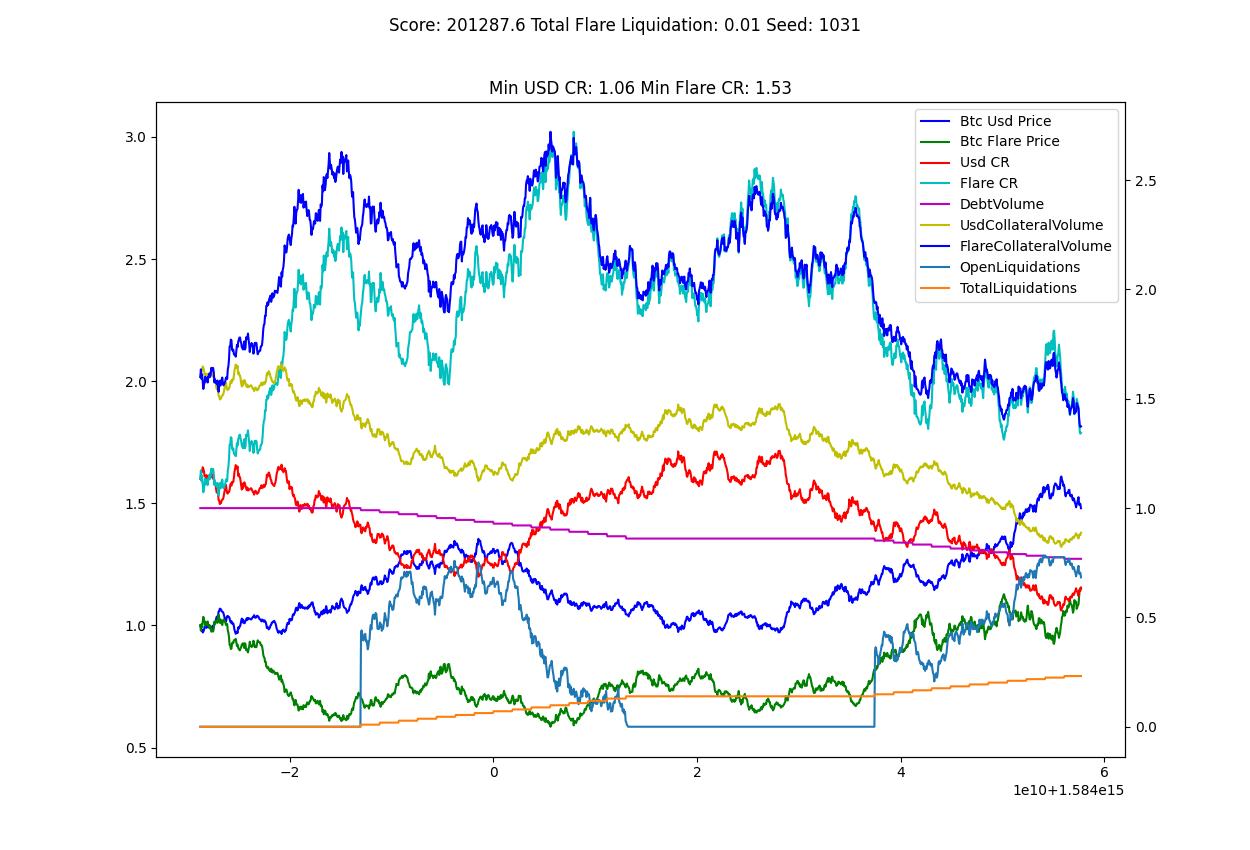 Score: 201287.6 Total Flare Liquidation: 0.01 Seed: 1031
Min USD CR: 1.06 Min Flare CR: 1.53
Btc Usd Price
Btc Flare Price
Usd CR
Flare CR
DebtVolume
UsdCollateralVolume
FlareCollateralVolume
OpenLiquidations
TotalLiquidations
3.0
2.5
2.0
1.5
1.0
0.5
2.5
2.0
1.5
1.0
0.5
0.0
−2
0
2
4
6
1e10+1.584e15